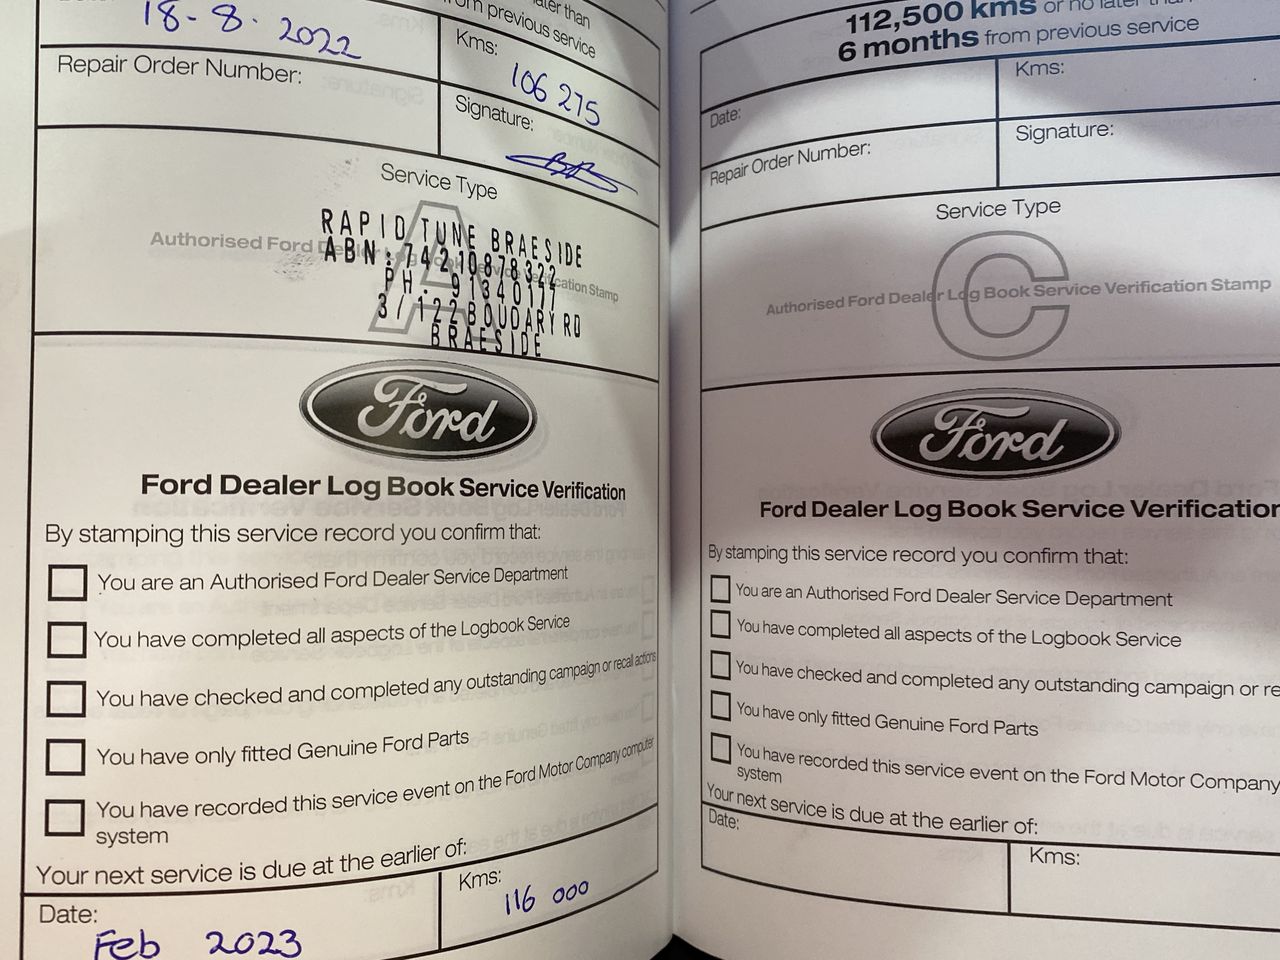 later than
from previous service
18-8-2022
Kms:
106 275
Repair Order Number:
Signature:
Service Type
A
Authorised Ford Dealer Log Book Service Verification Stamp
RAPID TUNE BRAESIDE
ABN:74210878322
PH. 91340177
3/122BOUDARY RD
BRAESIDE
Ford
Ford Dealer Log Book Service Verification
By stamping this service record you confirm that:
You are an Authorised Ford Dealer Service Department
You have completed all aspects of the Logbook Service
You have checked and completed any outstanding campaign or recall actions
You have only fitted Genuine Ford Parts
You have recorded this service event on the Ford Motor Company computer
system
Your next service is due at the earlier of:
Date:
Feb 2023
Kms:
116 000
112,500 kms or no later than
6 months from previous service
Date:
Kms:
Repair Order Number:
Signature:
Service Type
C
Authorised Ford Dealer Log Book Service Verification Stamp
Ford
Ford Dealer Log Book Service Verification
By stamping this service record you confirm that:
You are an Authorised Ford Dealer Service Department
You have completed all aspects of the Logbook Service
You have checked and completed any outstanding campaign or re
You have only fitted Genuine Ford Parts
You have recorded this service event on the Ford Motor Company
system
Your next service is due at the earlier of:
Date:
Kms: